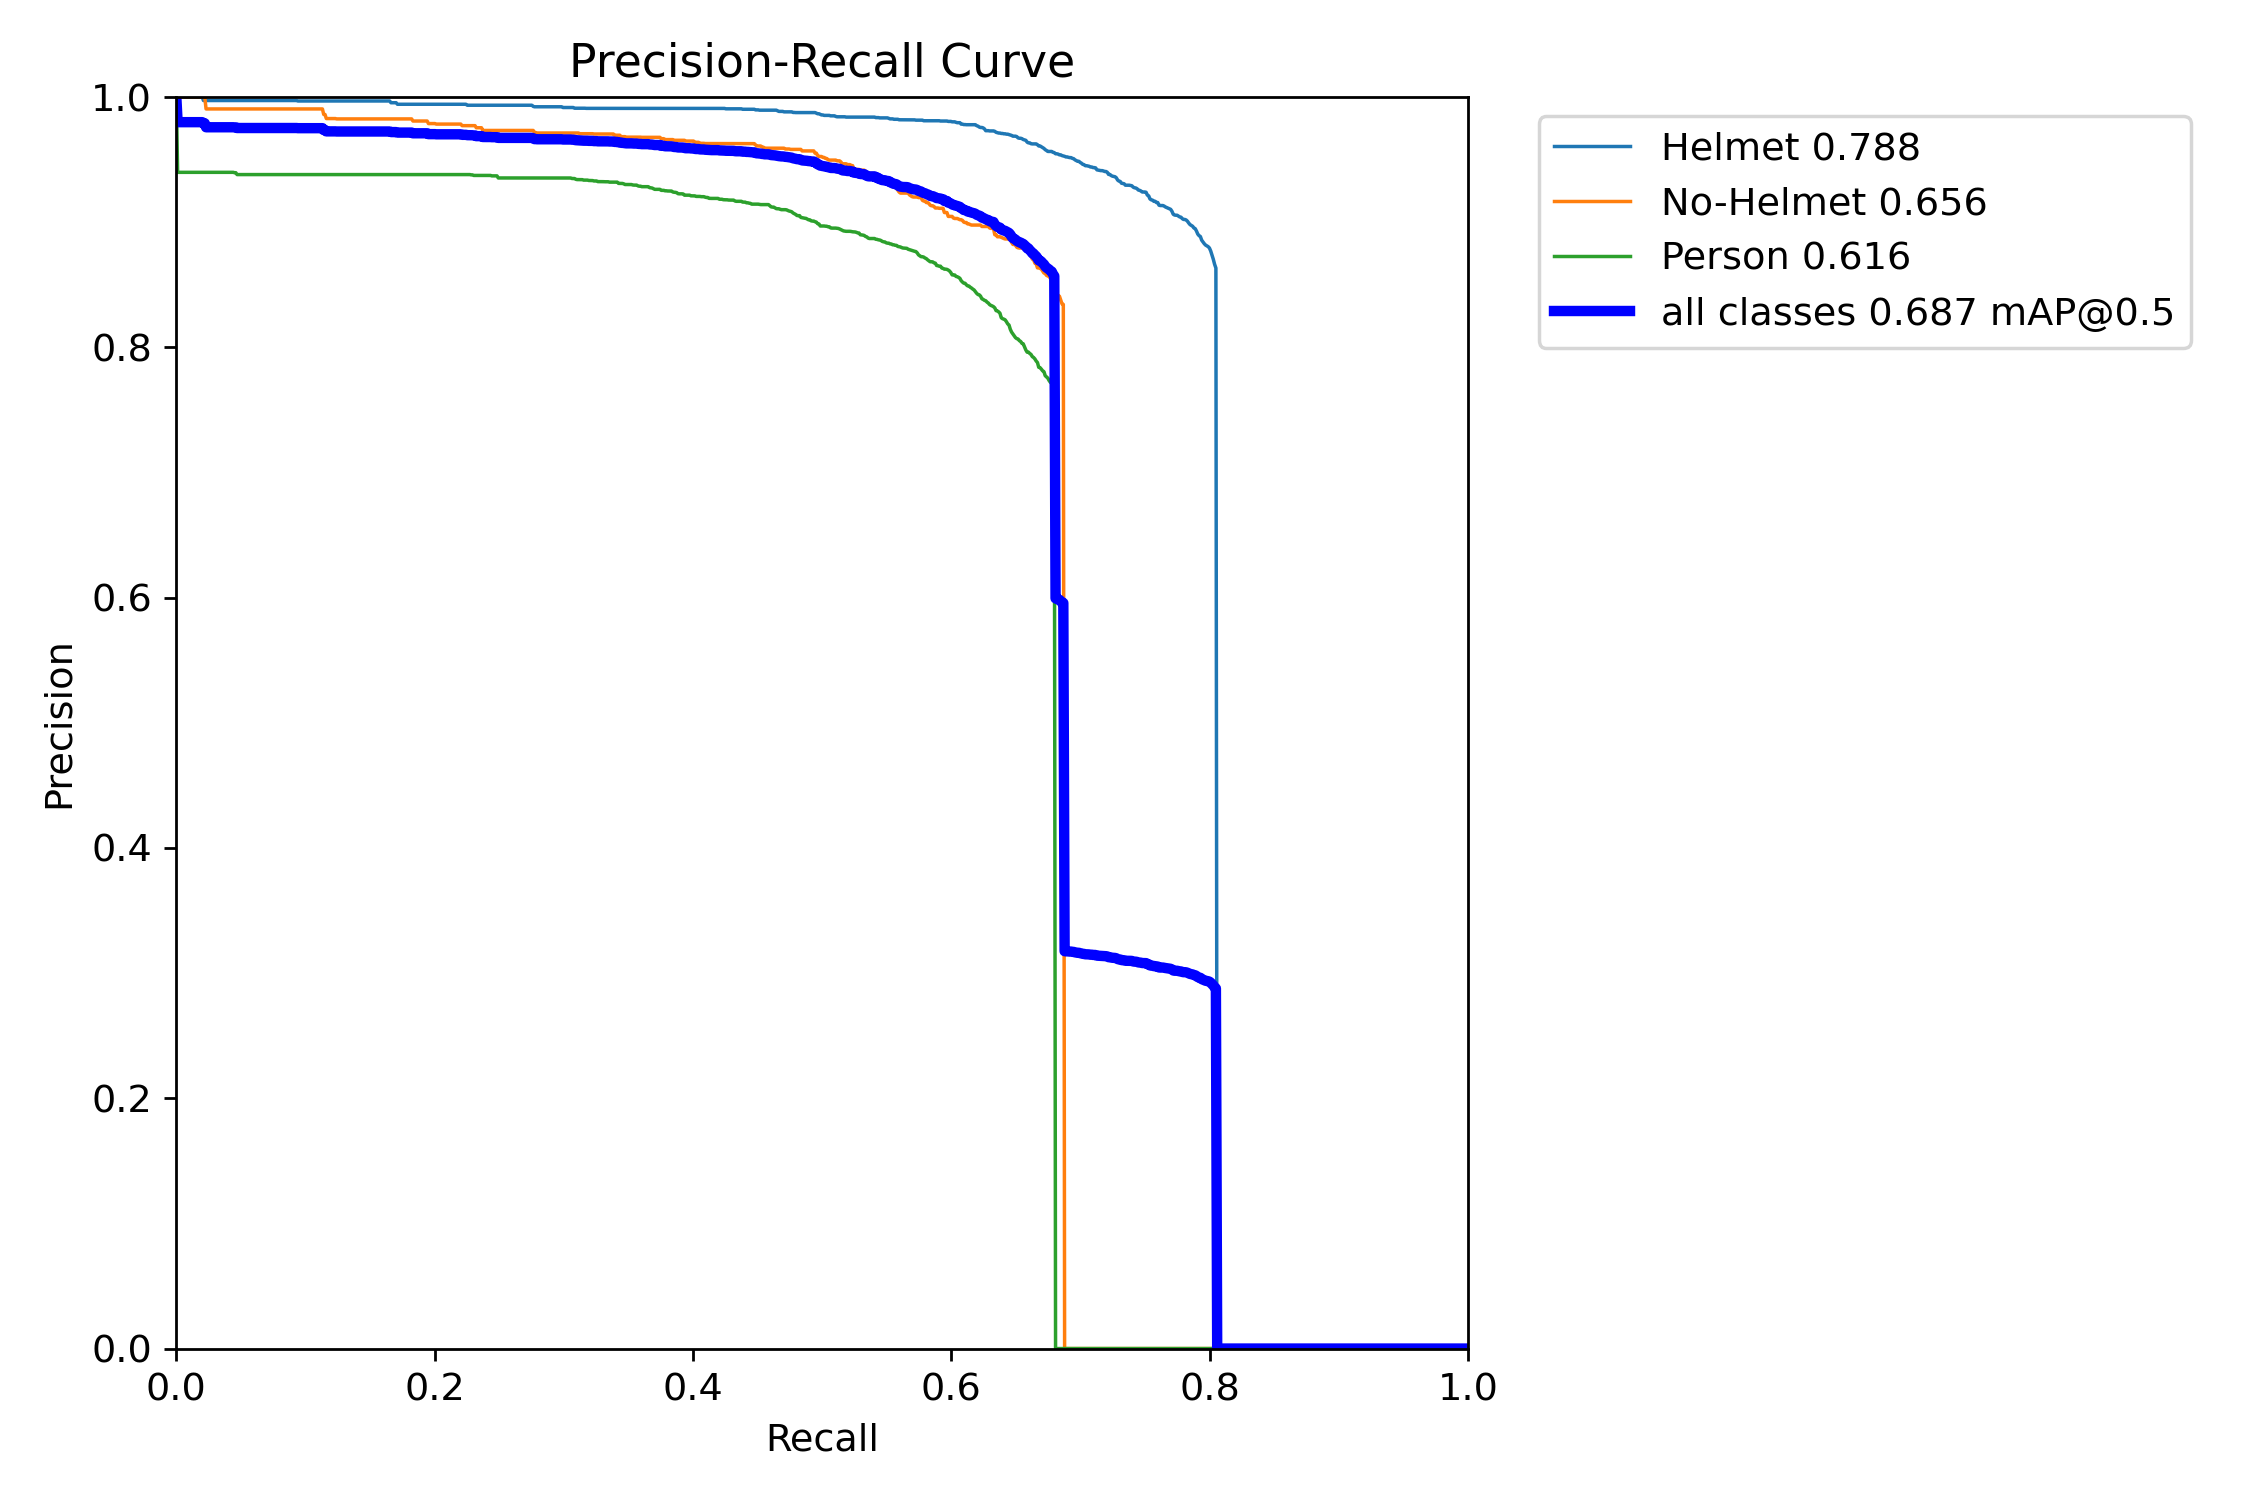 Precision-Recall Curve
1.0
0.8
0.6
0.4
0.2
0.0
Precision
0.0 0.2 0.4 0.6 0.8 1.0
Recall
Helmet 0.788
No-Helmet 0.656
Person 0.616
all classes 0.687 mAP@0.5